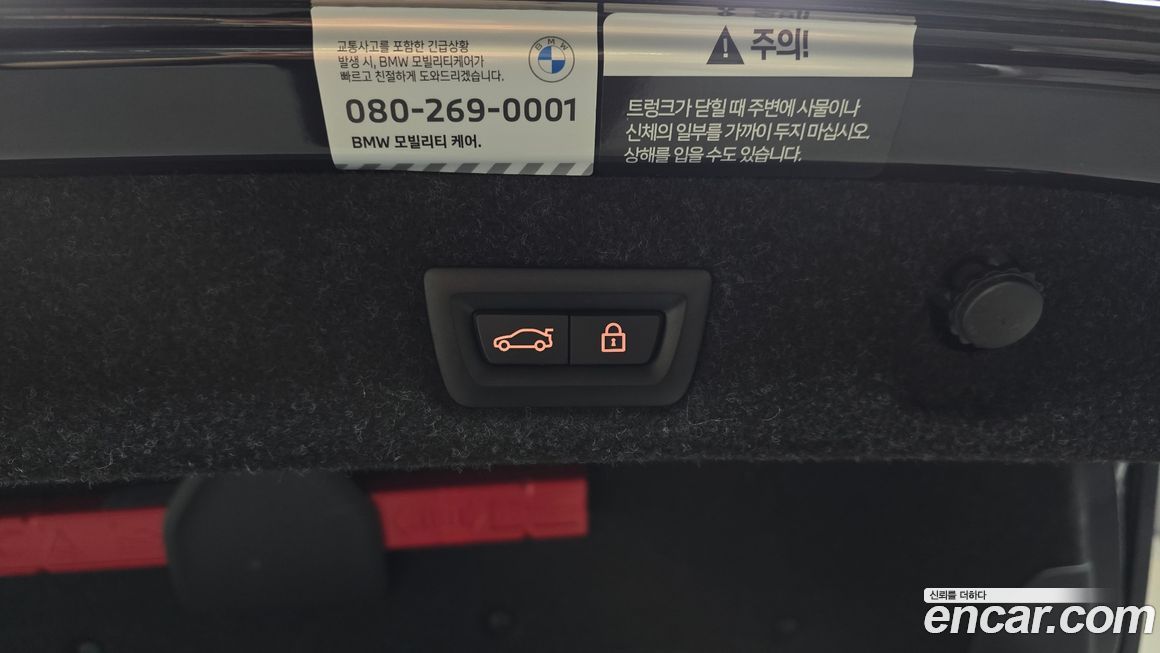 교통사고를 포함한 긴급상황
발생 시, BMW 모빌리티케어가
빠르고 친절하게 도와드리겠습니다.
BMW
080-269-0001
BMW 모빌리티 케어.
주의!
트렁크가 닫힐 때 주변에 사물이나
신체의 일부를 가까이 두지 마십시오.
상해를 입을 수도 있습니다.
신뢰를 더하다
encar.com